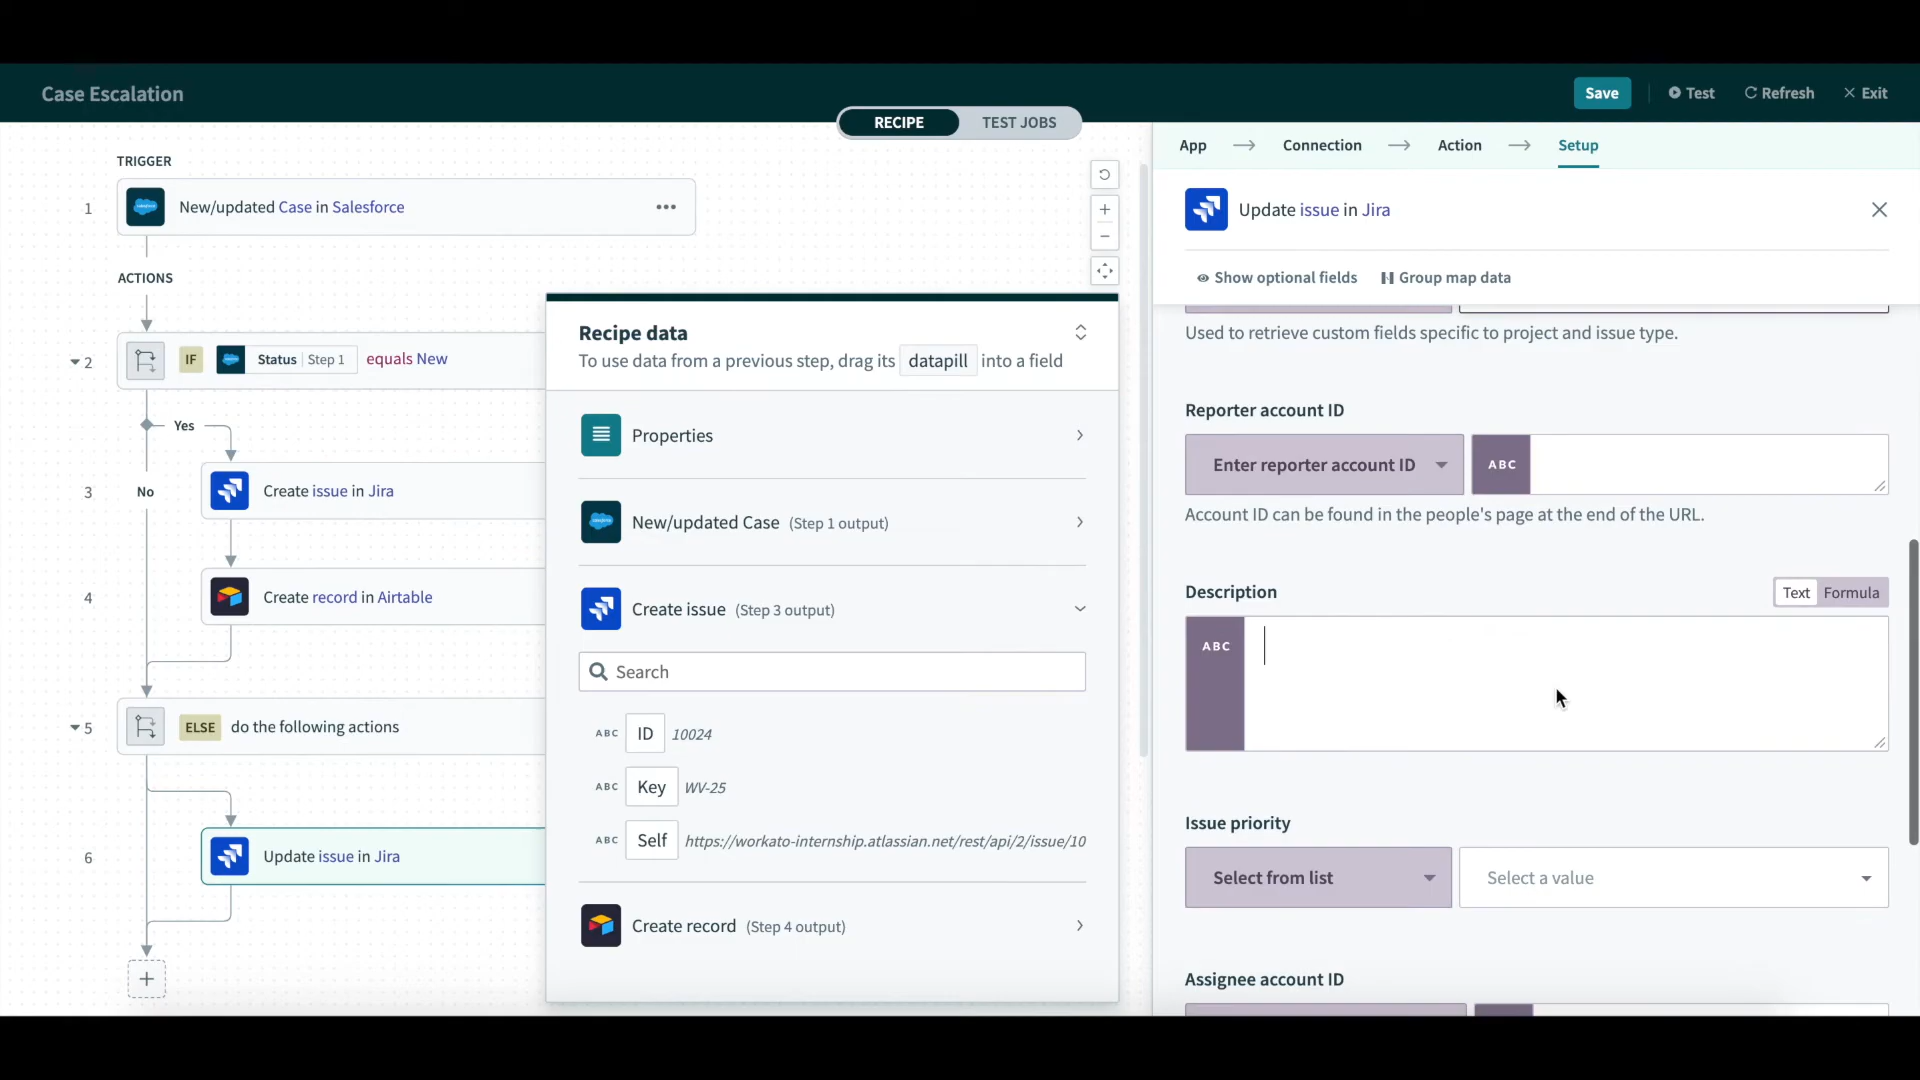 Case Escalation
Save
Test
Refresh
Exit
RECIPE
TEST JOBS
TRIGGER
1
New/updated Case in Salesforce
ACTIONS
2
IF
Status | Step 1
equals New
Yes
3
No
Create issue in Jira
4
Create record in Airtable
5
ELSE
do the following actions
6
Update issue in Jira
Recipe data
To use data from a previous step, drag its datapill into a field
Properties
New/updated Case (Step 1 output)
Create issue (Step 3 output)
Search
ABC ID 10024
ABC Key WV-25
ABC Self https://workato-internship.atlassian.net/rest/api/2/issue/10
Create record (Step 4 output)
App
Connection
Action
Setup
Update issue in Jira
Show optional fields
Group map data
Used to retrieve custom fields specific to project and issue type.
Reporter account ID
Enter reporter account ID
ABC
Account ID can be found in the people's page at the end of the URL.
Description
Text
Formula
ABC
Issue priority
Select from list
Select a value
Assignee account ID